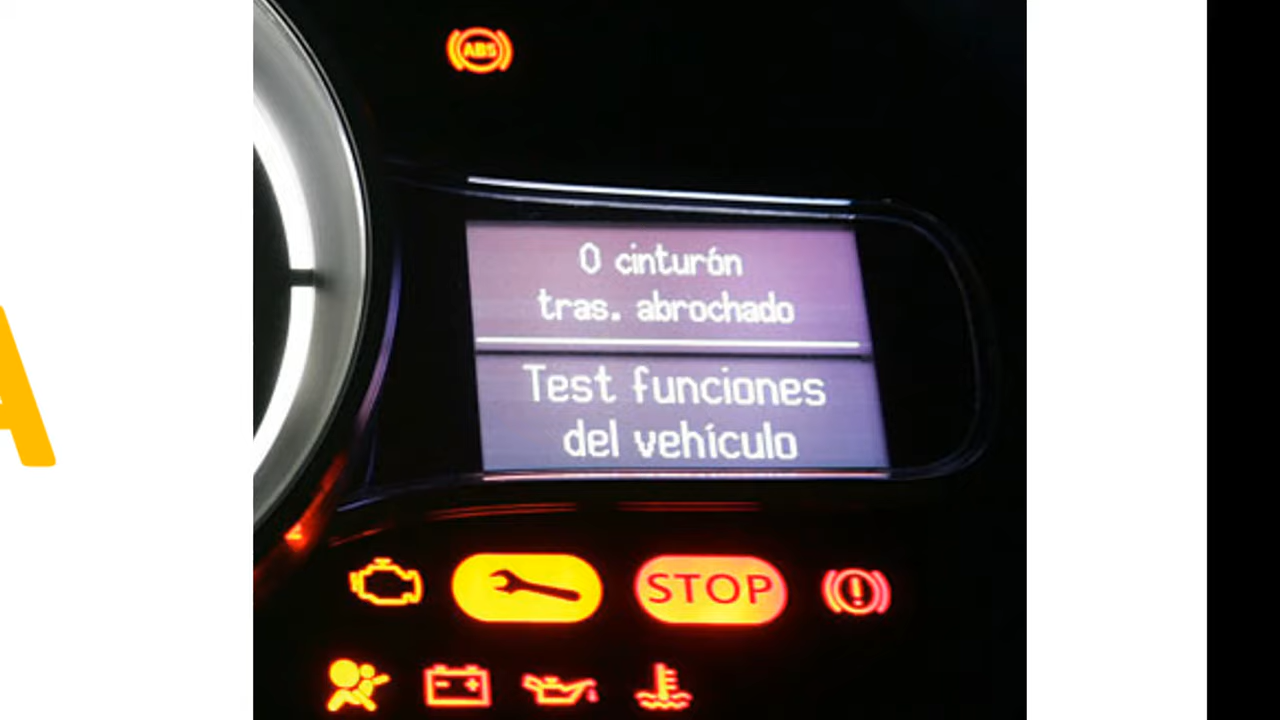 ABS
0 cinturón
tras. abrochado
Test funciones
del vehículo
STOP
A